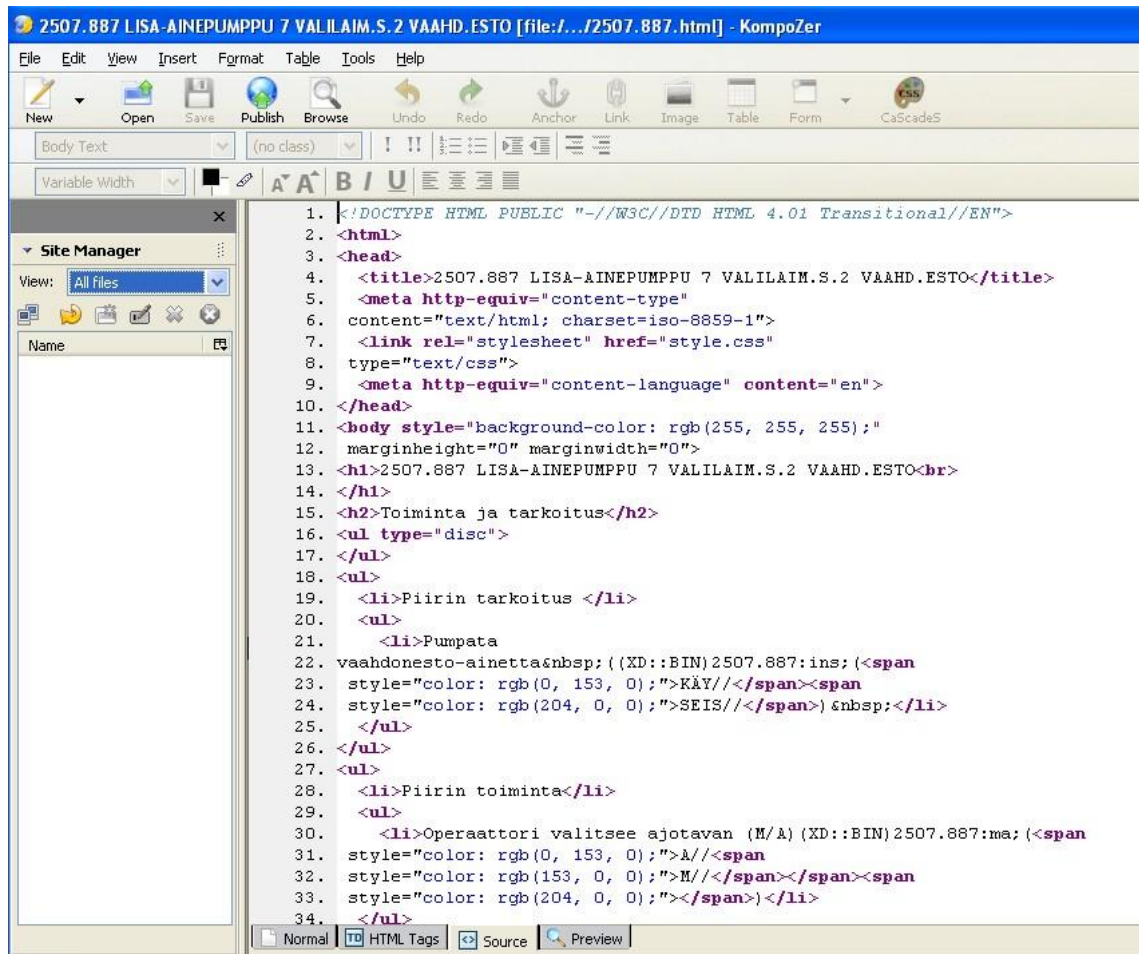 2507.887 LISA-AINEPUMPPU 7 VALILAIM.S.2 VAAHD.ESTO [file:/.../2507.887.html] - KompoZer
File Edit View Insert Format Table Tools Help
New Open Save Publish Browse Undo Redo Anchor Link Image Table Form CaScadeS
Body Text (no class) ! !!
Variable Width A A B I U
Site Manager
View: All files
Name
1. <!DOCTYPE HTML PUBLIC "-//W3C//DTD HTML 4.01 Transitional//EN">
2. <html>
3. <head>
4. <title>2507.887 LISA-AINEPUMPPU 7 VALILAIM.S.2 VAAHD.ESTO</title>
5. <meta http-equiv="content-type"
6. content="text/html; charset=iso-8859-1">
7. <link rel="stylesheet" href="style.css"
8. type="text/css">
9. <meta http-equiv="content-language" content="en">
10. </head>
11. <body style="background-color: rgb(255, 255, 255);"
12. marginheight="0" marginwidth="0">
13. <h1>2507.887 LISA-AINEPUMPPU 7 VALILAIM.S.2 VAAHD.ESTO<br>
14. </h1>
15. <h2>Toiminta ja tarkoitus</h2>
16. <ul type="disc">
17. </ul>
18. <ul>
19. <li>Piirin tarkoitus </li>
20. <ul>
21. <li>Pumpata
22. vaahdonesto-ainetta&nbsp;((XD::BIN)2507.887:ins;(<span
23. style="color: rgb(0, 153, 0);">KÄY//</span><span
24. style="color: rgb(204, 0, 0);">SEIS//</span>)&nbsp;</li>
25. </ul>
26. </ul>
27. <ul>
28. <li>Piirin toiminta</li>
29. <ul>
30. <li>Operaattori valitsee ajotavan (M/A)(XD::BIN)2507.887:ma;(<span
31. style="color: rgb(0, 153, 0);">A//<span
32. style="color: rgb(153, 0, 0);">M//</span></span><span
33. style="color: rgb(204, 0, 0);"></span>)</li>
34. </ul>
Normal TD HTML Tags <> Source Preview